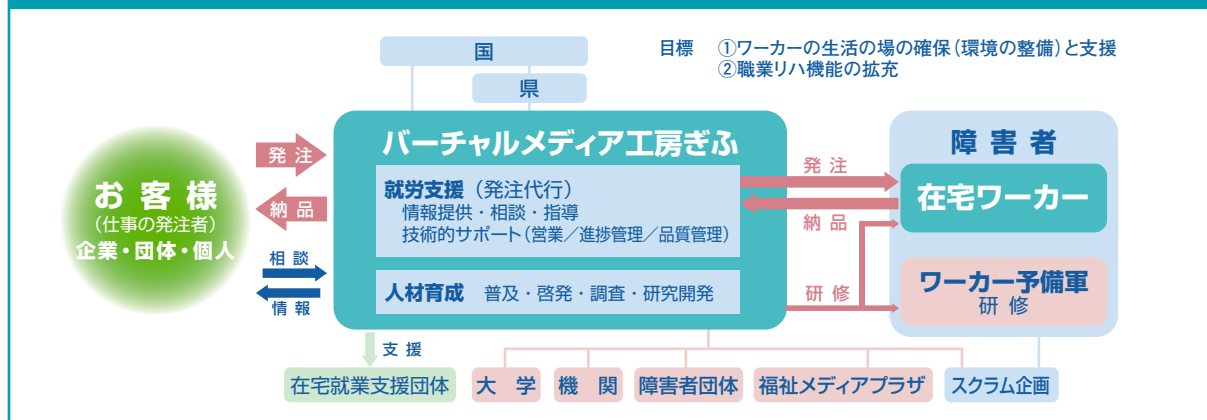 国
県
目標 ①ワーカーの生活の場の確保(環境の整備)と支援
②職業リハ機能の拡充
お客様
(仕事の発注者)
企業・団体・個人
発注
納品
相談
情報
バーチャルメディア工房ぎふ
就労支援(発注代行)
情報提供・相談・指導
技術的サポート(営業/進捗管理/品質管理)
人材育成 普及・啓発・調査・研究開発
発注
納品
研修
障害者
在宅ワーカー
ワーカー予備軍
研修
支援
在宅就業支援団体
大学
機関
障害者団体
福祉メディアプラザ
スクラム企画